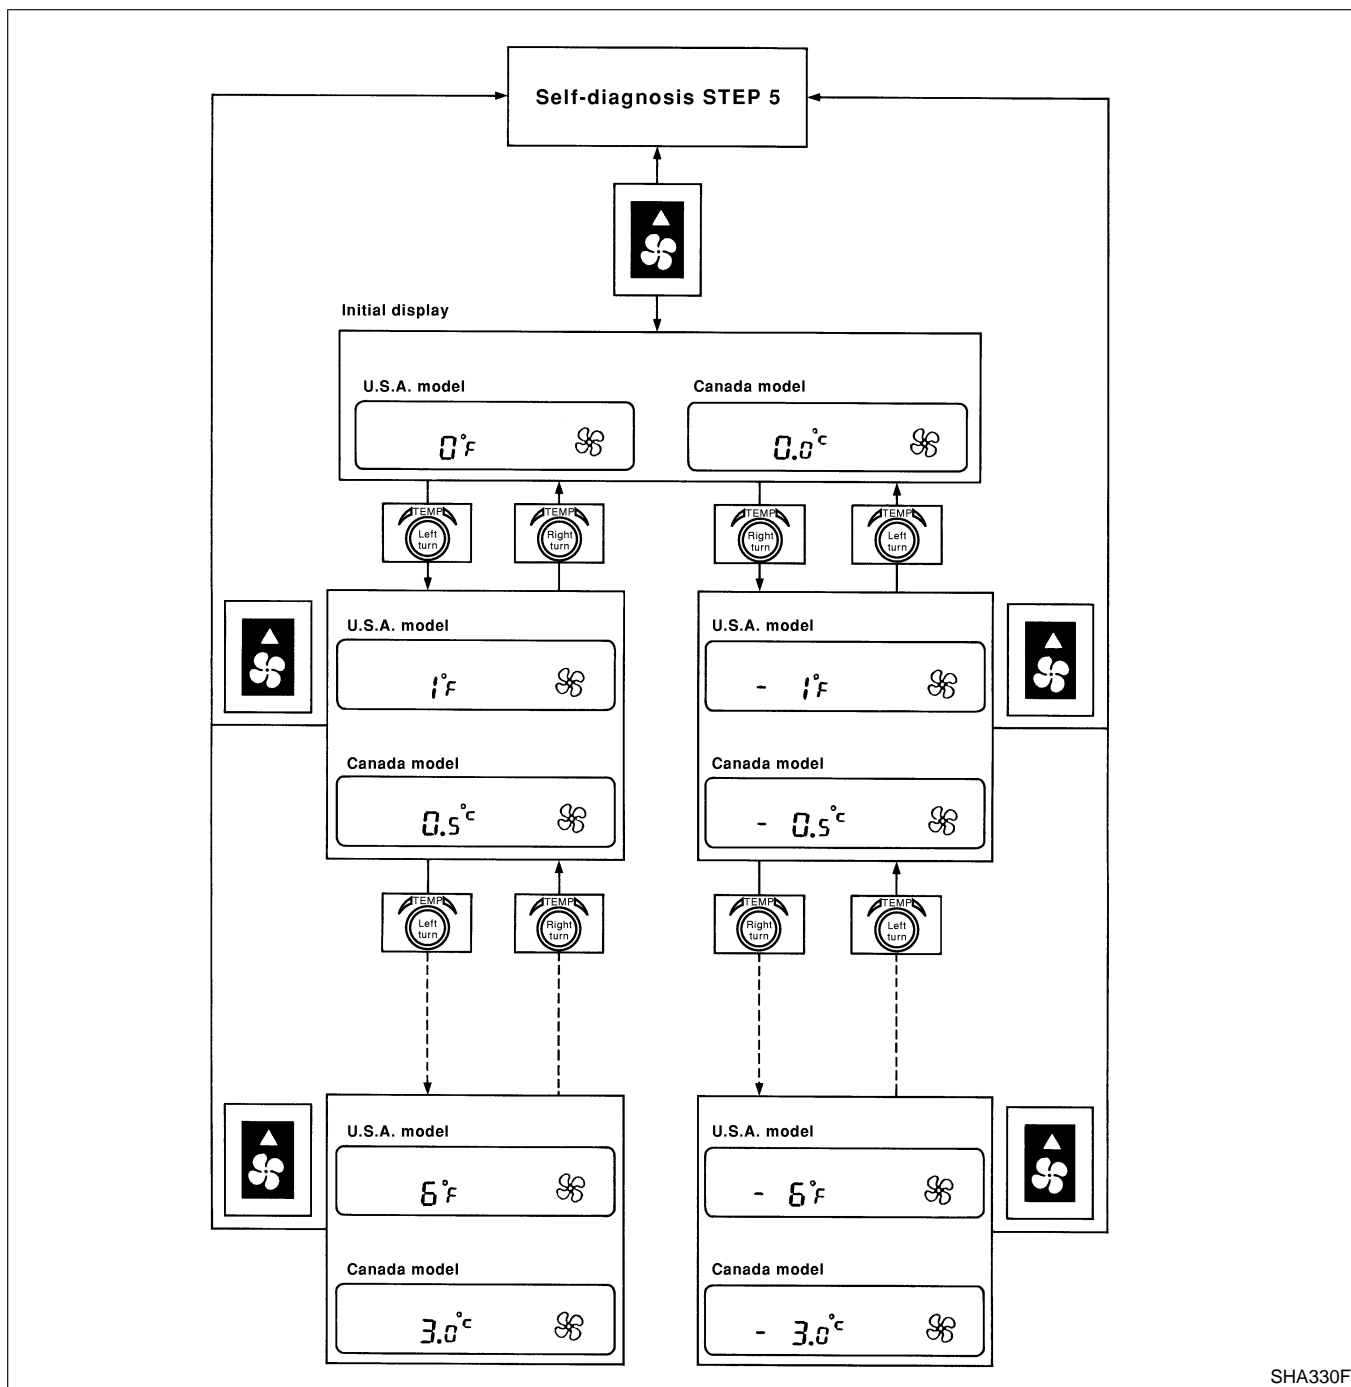 Self-diagnosis STEP 5
Initial display
U.S.A. model Canada model
0°F 0.0°C
TEMP TEMP TEMP TEMP
Left turn Right turn Right turn Left turn
U.S.A. model
1°F
Canada model
0.5°C
U.S.A. model
- 1°F
Canada model
- 0.5°C
TEMP TEMP TEMP TEMP
Left turn Right turn Right turn Left turn
U.S.A. model
6°F
Canada model
3.0°C
U.S.A. model
- 6°F
Canada model
- 3.0°C
SHA330F